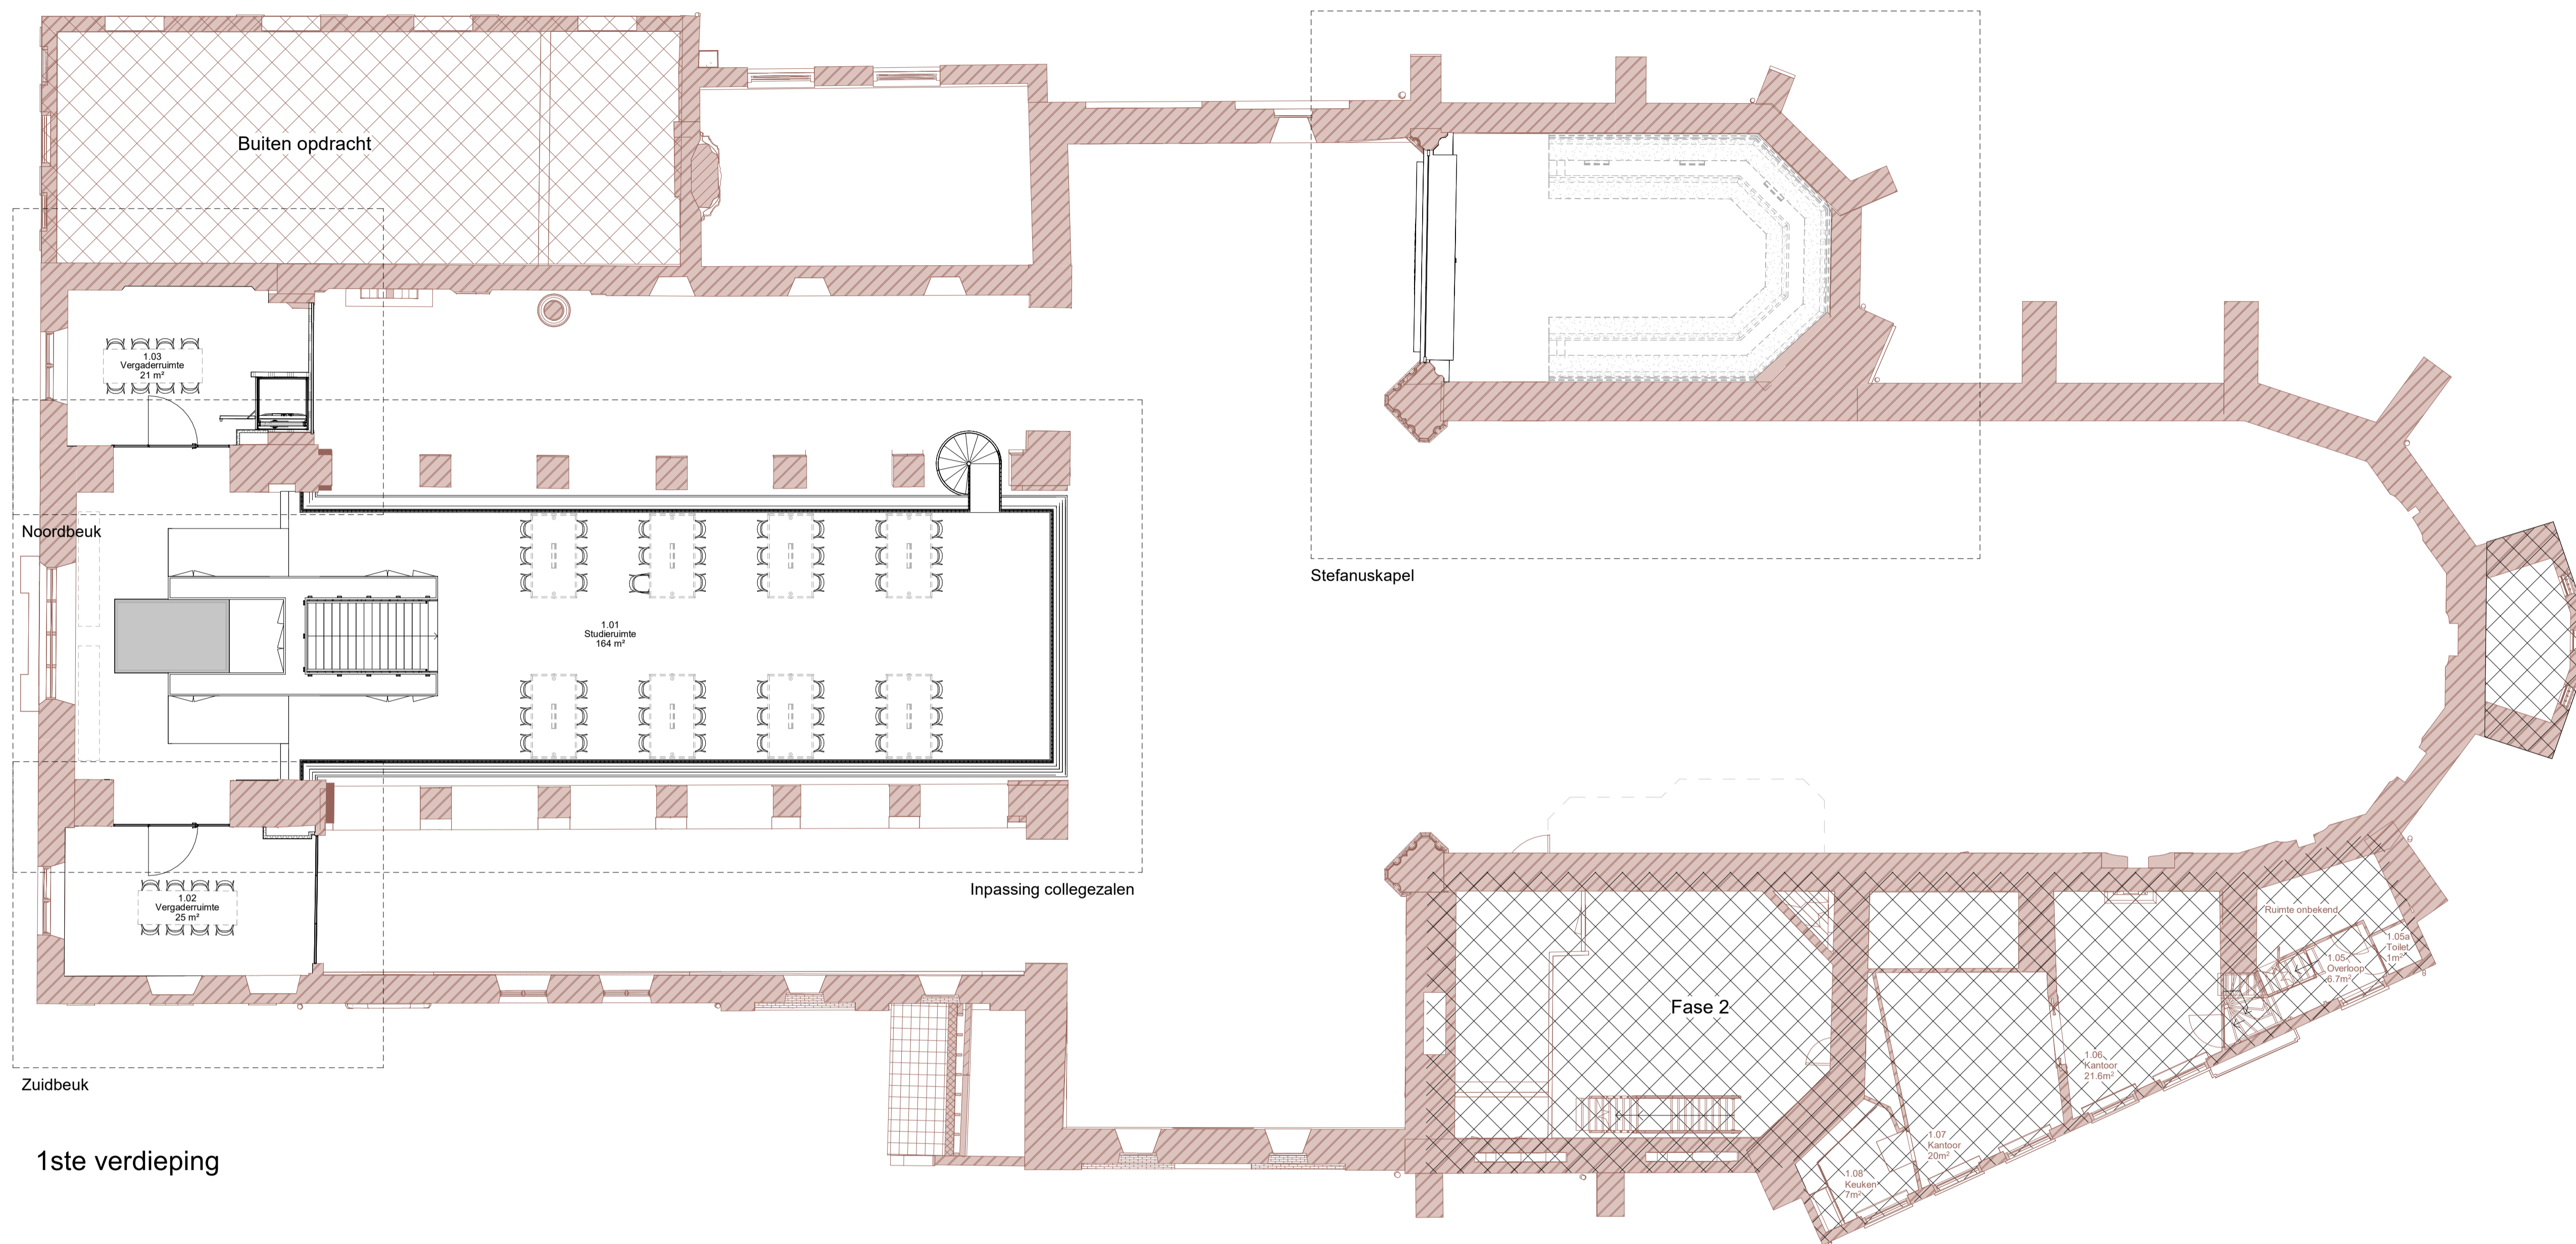 Buiten opdracht
1.03
Vergaderruimte
21 m²
Noordbeuk
Stefanuskapel
1.01
Studieruimte
164 m²
Inpassing collegezalen
1.02
Vergaderruimte
25 m²
Zuidbeuk
Fase 2
Ruimte onbekend
1.05a
Toilet
1m²
1.05
Overloop
6.7m²
1.06
Kantoor
21.6m²
1.07
Kantoor
20m²
1.08
Keuken
7m²
1ste verdieping